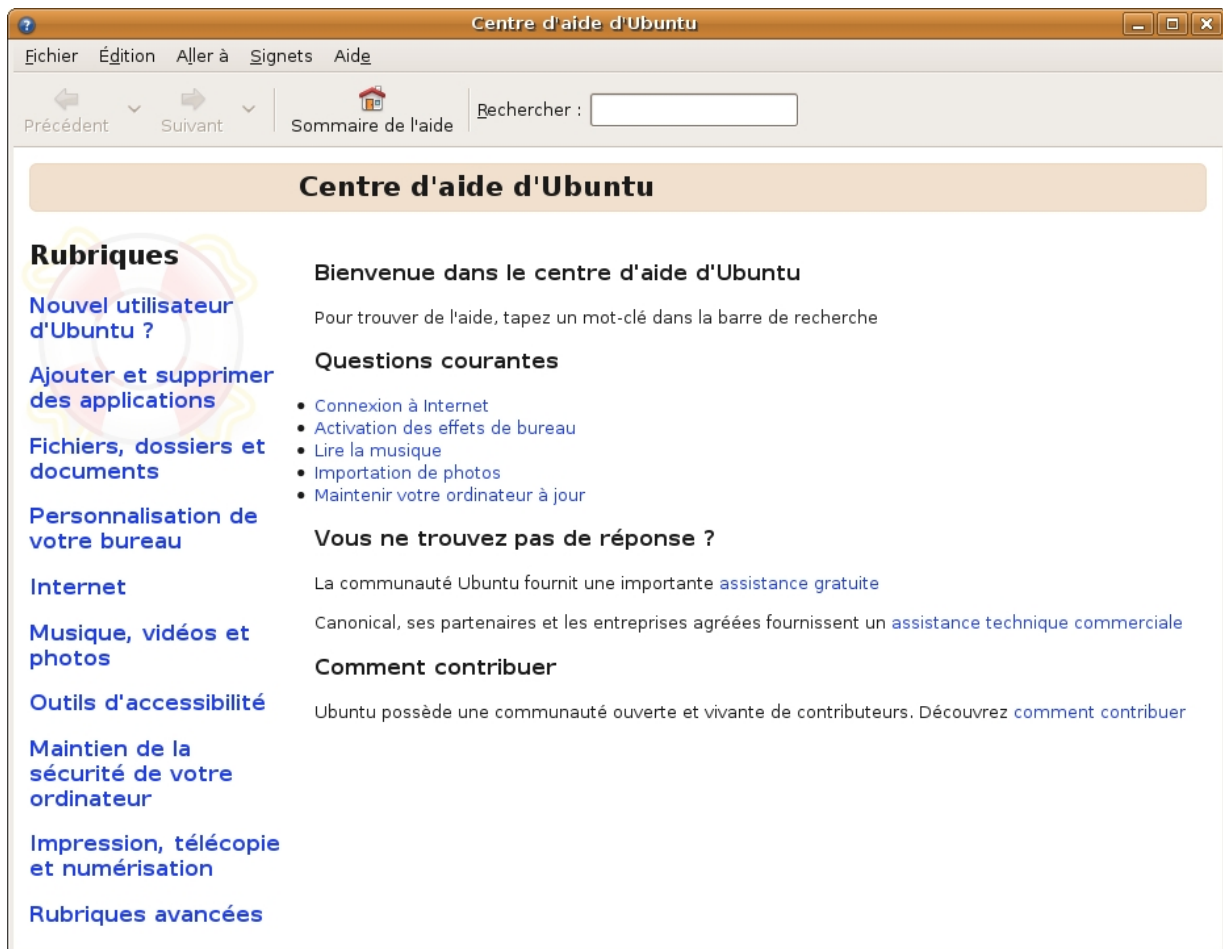 Centre d'aide d'Ubuntu
Fichier Édition Aller à Signets Aide
Précédent Suivant Sommaire de l'aide Rechercher :
Centre d'aide d'Ubuntu
Rubriques
Nouvel utilisateur
d'Ubuntu ?
Ajouter et supprimer
des applications
Fichiers, dossiers et
documents
Personnalisation de
votre bureau
Internet
Musique, vidéos et
photos
Outils d'accessibilité
Maintien de la
sécurité de votre
ordinateur
Impression, télécopie
et numérisation
Rubriques avancées
Bienvenue dans le centre d'aide d'Ubuntu
Pour trouver de l'aide, tapez un mot-clé dans la barre de recherche
Questions courantes
• Connexion à Internet
• Activation des effets de bureau
• Lire la musique
• Importation de photos
• Maintenir votre ordinateur à jour
Vous ne trouvez pas de réponse ?
La communauté Ubuntu fournit une importante assistance gratuite
Canonical, ses partenaires et les entreprises agréées fournissent un assistance technique commerciale
Comment contribuer
Ubuntu possède une communauté ouverte et vivante de contributeurs. Découvrez comment contribuer